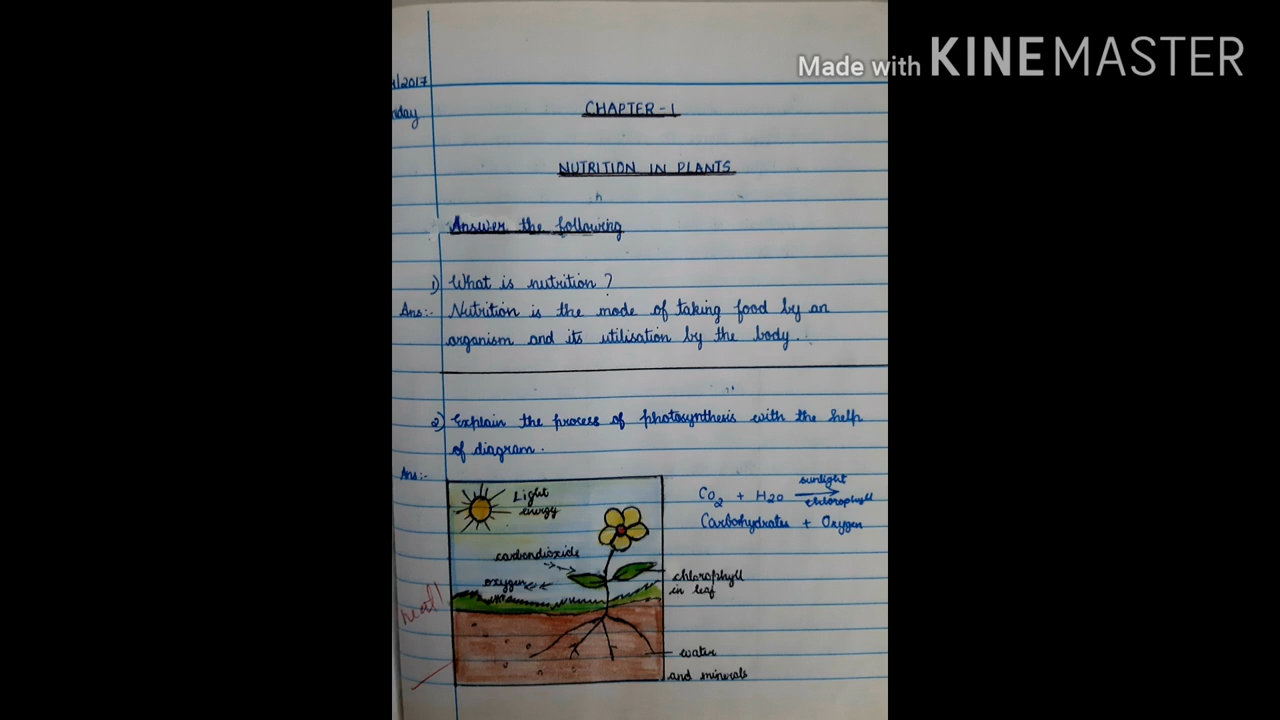 Made with KINEMASTER
/2017
day
CHAPTER-1
NUTRITION IN PLANTS
Answer the following
1) What is nutrition ?
Ans:- Nutrition is the mode of taking food by an
organism and its utilisation by the body.
2) Explain the process of photosynthesis with the help
of diagram.
Ans:-
Light
energy
carbondioxide
oxygen
chlorophyll
in leaf
water
and minerals
CO2 + H2O sunlight
chlorophyll
Carbohydrates + Oxygen
neat!